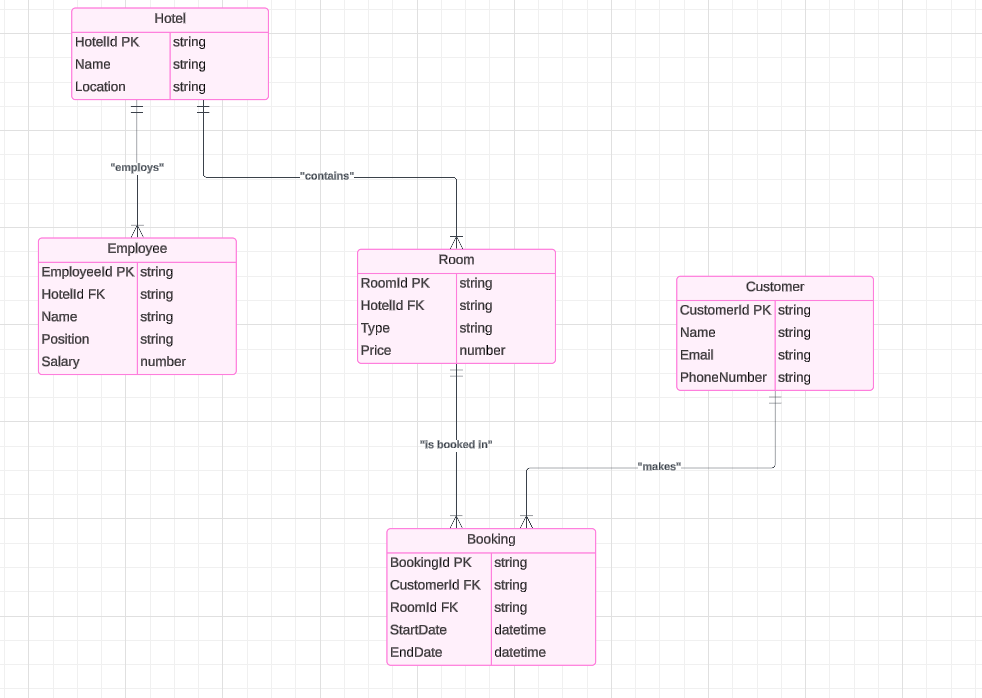 Hotel
HotelId PK string
Name string
Location string
"employs"
"contains"
Employee
EmployeeId PK string
HotelId FK string
Name string
Position string
Salary number
Room
RoomId PK string
HotelId FK string
Type string
Price number
Customer
CustomerId PK string
Name string
Email string
PhoneNumber string
"is booked in"
"makes"
Booking
BookingId PK string
CustomerId FK string
RoomId FK string
StartDate datetime
EndDate datetime